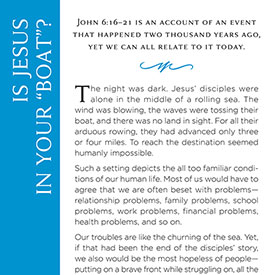 IS JESUS
IN YOUR “BOAT”?
John 6:16–21 is an account of an event
that happened two thousand years ago,
yet we can all relate to it today.
The night was dark. Jesus’ disciples were
alone in the middle of a rolling sea. The
wind was blowing, the waves were tossing their
boat, and there was no land in sight. For all their
arduous rowing, they had advanced only three
or four miles. To reach the destination seemed
humanly impossible.
Such a setting depicts the all too familiar condi-
tions of our human life. Most of us would have to
agree that we are often beset with problems—
relationship problems, family problems, school
problems, work problems, financial problems,
health problems, and so on.
Our troubles are like the churning of the sea. Yet,
if that had been the end of the disciples’ story,
we also would be the most hopeless of people—
putting on a brave front while struggling on, all the